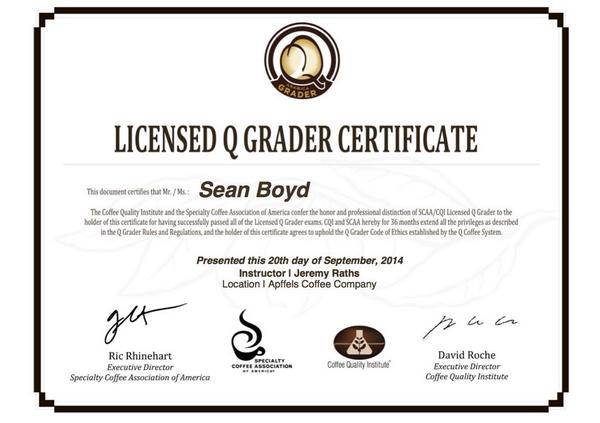 ARABICA
GRADER
LICENSED Q GRADER CERTIFICATE
This document certifies that Mr. / Ms. : Sean Boyd
The Coffee Quality Institute and the Specialty Coffee Association of America confer the honor and professional distinction of SCAA/CQI Licensed Q Grader to the
holder of this certificate for having successfully passed all of the Licensed Q Grader exams. CQI and SCAA hereby for 36 months extend all the privileges as described
in the Q Grader Rules and Regulations, and the holder of this certificate agrees to uphold the Q Grader Code of Ethics established by the Q Coffee System.
Presented this 20th day of September, 2014
Instructor | Jeremy Raths
Location | Apffels Coffee Company
Ric Rhinehart
Executive Director
Specialty Coffee Association of America
SPECIALTY
COFFEE ASSOCIATION
OF AMERICA®
Coffee Quality Institute™
David Roche
Executive Director
Coffee Quality Institute